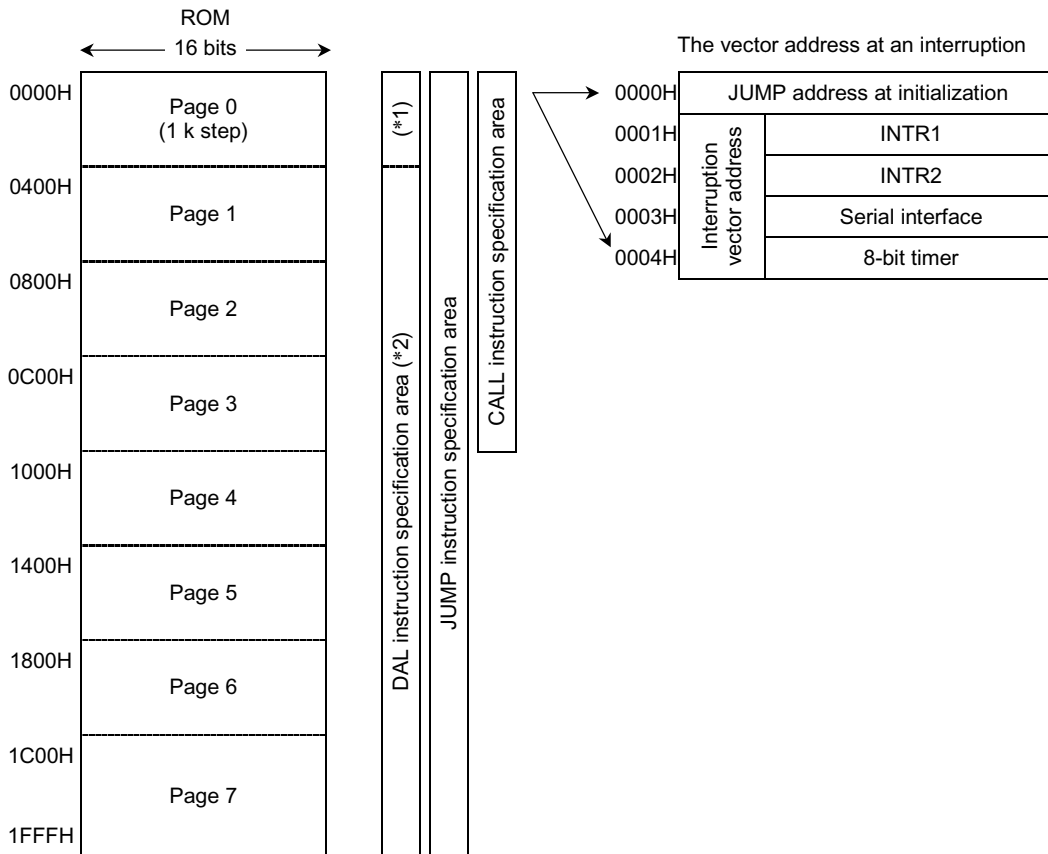 ROM
16 bits
0000H
Page 0
(1 k step)
0400H
Page 1
0800H
Page 2
0C00H
Page 3
1000H
Page 4
1400H
Page 5
1800H
Page 6
1C00H
Page 7
1FFFH
(*1)
DAL instruction specification area (*2)
JUMP instruction specification area
CALL instruction specification area
The vector address at an interruption
0000H
JUMP address at initialization
0001H
INTR1
0002H
INTR2
0003H
Serial interface
0004H
8-bit timer
Interruption
vector address